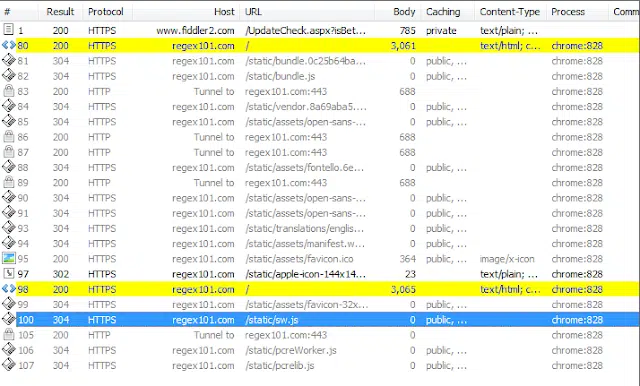 # Result Protocol Host URL Body Caching Content-Type Process Comm
1 200 HTTPS www.fiddler2.com /UpdateCheck.aspx?isBet... 785 private text/plain; ...
80 200 HTTPS regex101.com / 3,061 text/html; c... chrome:828
81 304 HTTPS regex101.com /static/bundle.0c25b64ba... 0 public, ... chrome:828
82 304 HTTPS regex101.com /static/bundle.js 0 public, ... chrome:828
83 200 HTTP Tunnel to regex101.com:443 688 chrome:828
84 304 HTTPS regex101.com /static/vendor.8a69aba5.... 0 public, ... chrome:828
85 304 HTTPS regex101.com /static/assets/open-sans-... 0 public, ... chrome:828
86 200 HTTP Tunnel to regex101.com:443 688 chrome:828
87 200 HTTP Tunnel to regex101.com:443 688 chrome:828
88 304 HTTPS regex101.com /static/assets/fontello.6e... 0 public, ... chrome:828
89 200 HTTP Tunnel to regex101.com:443 688 chrome:828
90 304 HTTPS regex101.com /static/assets/open-sans-... 0 public, ... chrome:828
91 304 HTTPS regex101.com /static/assets/open-sans-... 0 public, ... chrome:828
93 304 HTTPS regex101.com /static/translations/englis... 0 public, ... chrome:828
94 304 HTTPS regex101.com /static/assets/manifest.w... 0 public, ... chrome:828
95 200 HTTPS regex101.com /static/assets/favicon.ico 364 public, ... image/x-icon chrome:828
97 302 HTTPS regex101.com /static/apple-icon-144x14... 23 text/plain; ... chrome:828
98 200 HTTPS regex101.com / 3,065 text/html; c... chrome:828
99 304 HTTPS regex101.com /static/assets/favicon-32x... 0 public, ... chrome:828
100 304 HTTPS regex101.com /static/sw.js 0 public, ... chrome:828
105 200 HTTP Tunnel to regex101.com:443 0 chrome:828
106 304 HTTPS regex101.com /static/pcreWorker.js 0 public, ... chrome:828
107 304 HTTPS regex101.com /static/pcrelib.js 0 public, ... chrome:828